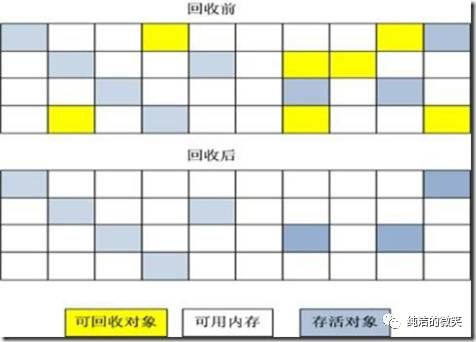 回收前
回收后
可回收对象
可用内存
存活对象
纯洁的微笑